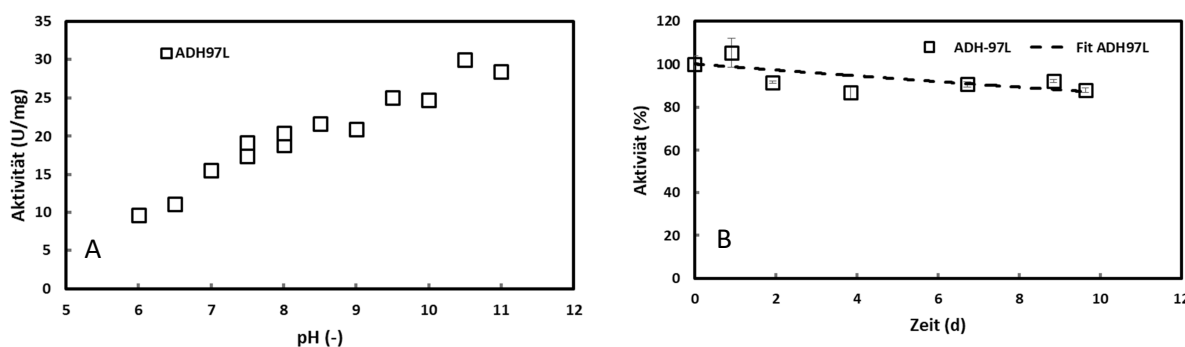 35
30
25
20
15
10
5
0
Aktivität (U/mg)
ADH97L
A
5 6 7 8 9 10 11 12
pH (-)
120
100
80
60
40
20
0
Aktiviät (%)
ADH-97L Fit ADH97L
B
0 2 4 6 8 10 12
Zeit (d)